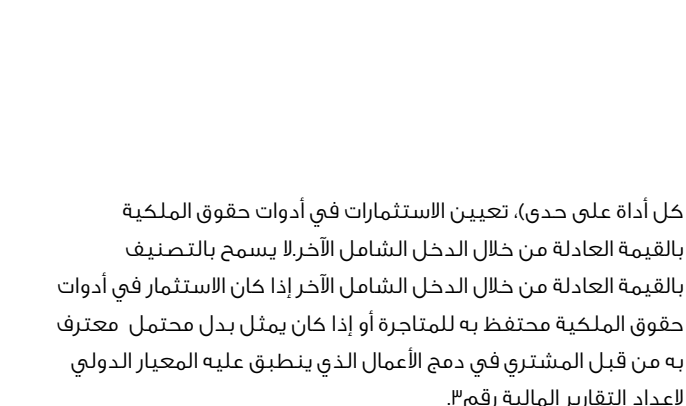 كل أداة على حدى)، تعيين الاستثمارات في أدوات حقوق الملكية
بالقيمة العادلة من خلال الدخل الشامل الآخر.لا يسمح بالتصنيف
بالقيمة العادلة من خلال الدخل الشامل الآخر إذا كان الاستثمار في أدوات
حقوق الملكية محتفظ به للمتاجرة أو إذا كان يمثل بدل محتمل  معترف
به من قبل المشتري في دمج الأعمال الذي ينطبق عليه المعيار الدولي
لإعداد التقارير المالية رقم٣.